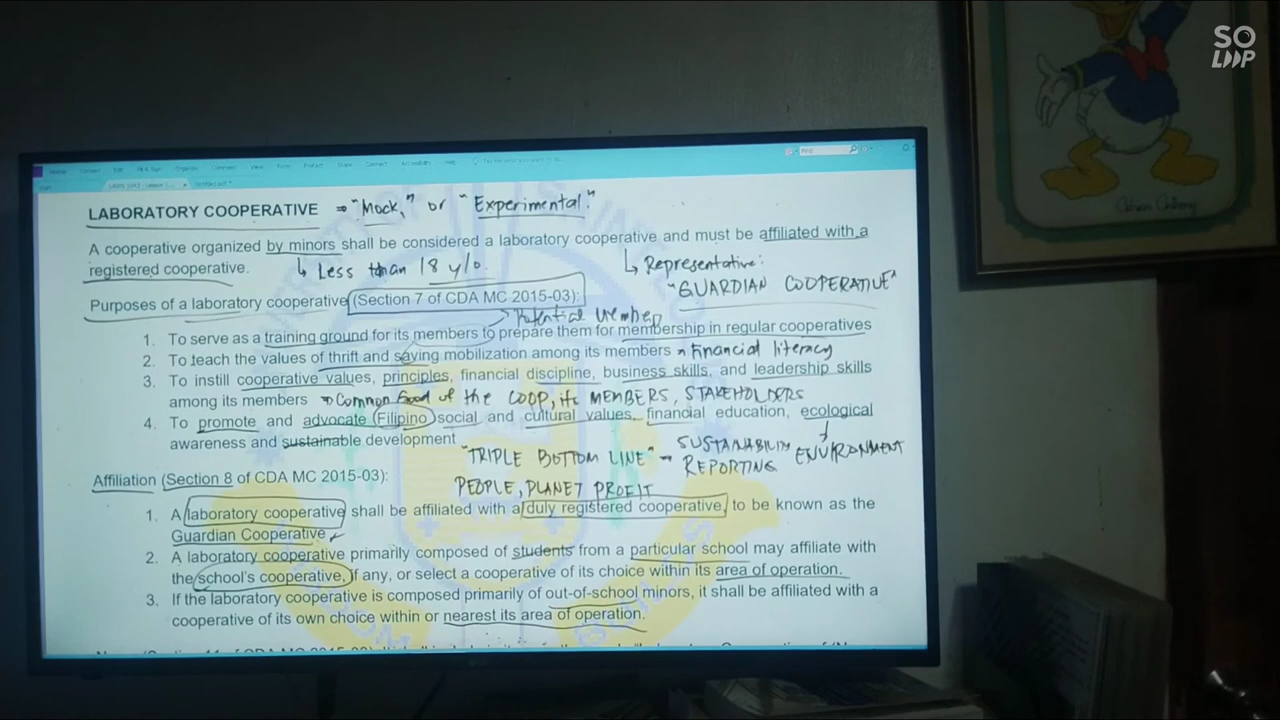 SO
LOOP
LABORATORY COOPERATIVE ⇒ "Mock," or "Experimental."
A cooperative organized by minors shall be considered a laboratory cooperative and must be affiliated with a
registered cooperative.
↳ Less than 18 y/o.
↳ Representative:
"GUARDIAN COOPERATIVE"
Purposes of a laboratory cooperative (Section 7 of CDA MC 2015-03):
Potential member
1. To serve as a training ground for its members to prepare them for membership in regular cooperatives
2. To teach the values of thrift and saving mobilization among its members Financial literacy
3. To instill cooperative values, principles, financial discipline, business skills, and leadership skills
among its members → Common Good of the COOP, its MEMBERS, STAKEHOLDERS
4. To promote and advocate Filipino social and cultural values, financial education, ecological
awareness and sustainable development
"TRIPLE BOTTOM LINE" → SUSTAINABILITY ENVIRONMENT
REPORTING
PEOPLE, PLANET PROFIT
Affiliation (Section 8 of CDA MC 2015-03):
1. A laboratory cooperative shall be affiliated with a duly registered cooperative, to be known as the
Guardian Cooperative
2. A laboratory cooperative primarily composed of students from a particular school may affiliate with
the school's cooperative, if any, or select a cooperative of its choice within its area of operation.
3. If the laboratory cooperative is composed primarily of out-of-school minors, it shall be affiliated with a
cooperative of its own choice within or nearest its area of operation.